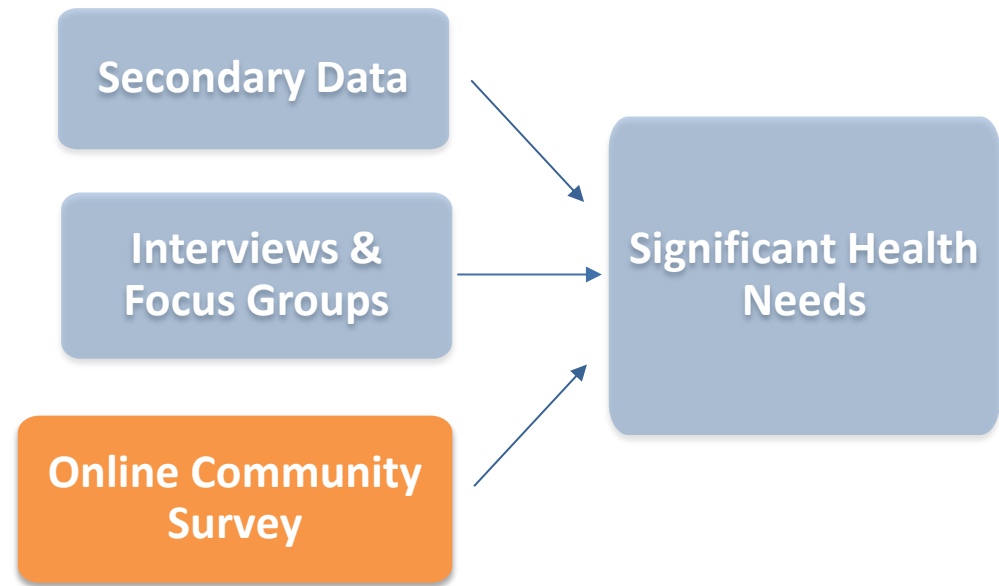 Secondary Data
Interviews &
Focus Groups
Online Community
Survey
Significant Health
Needs